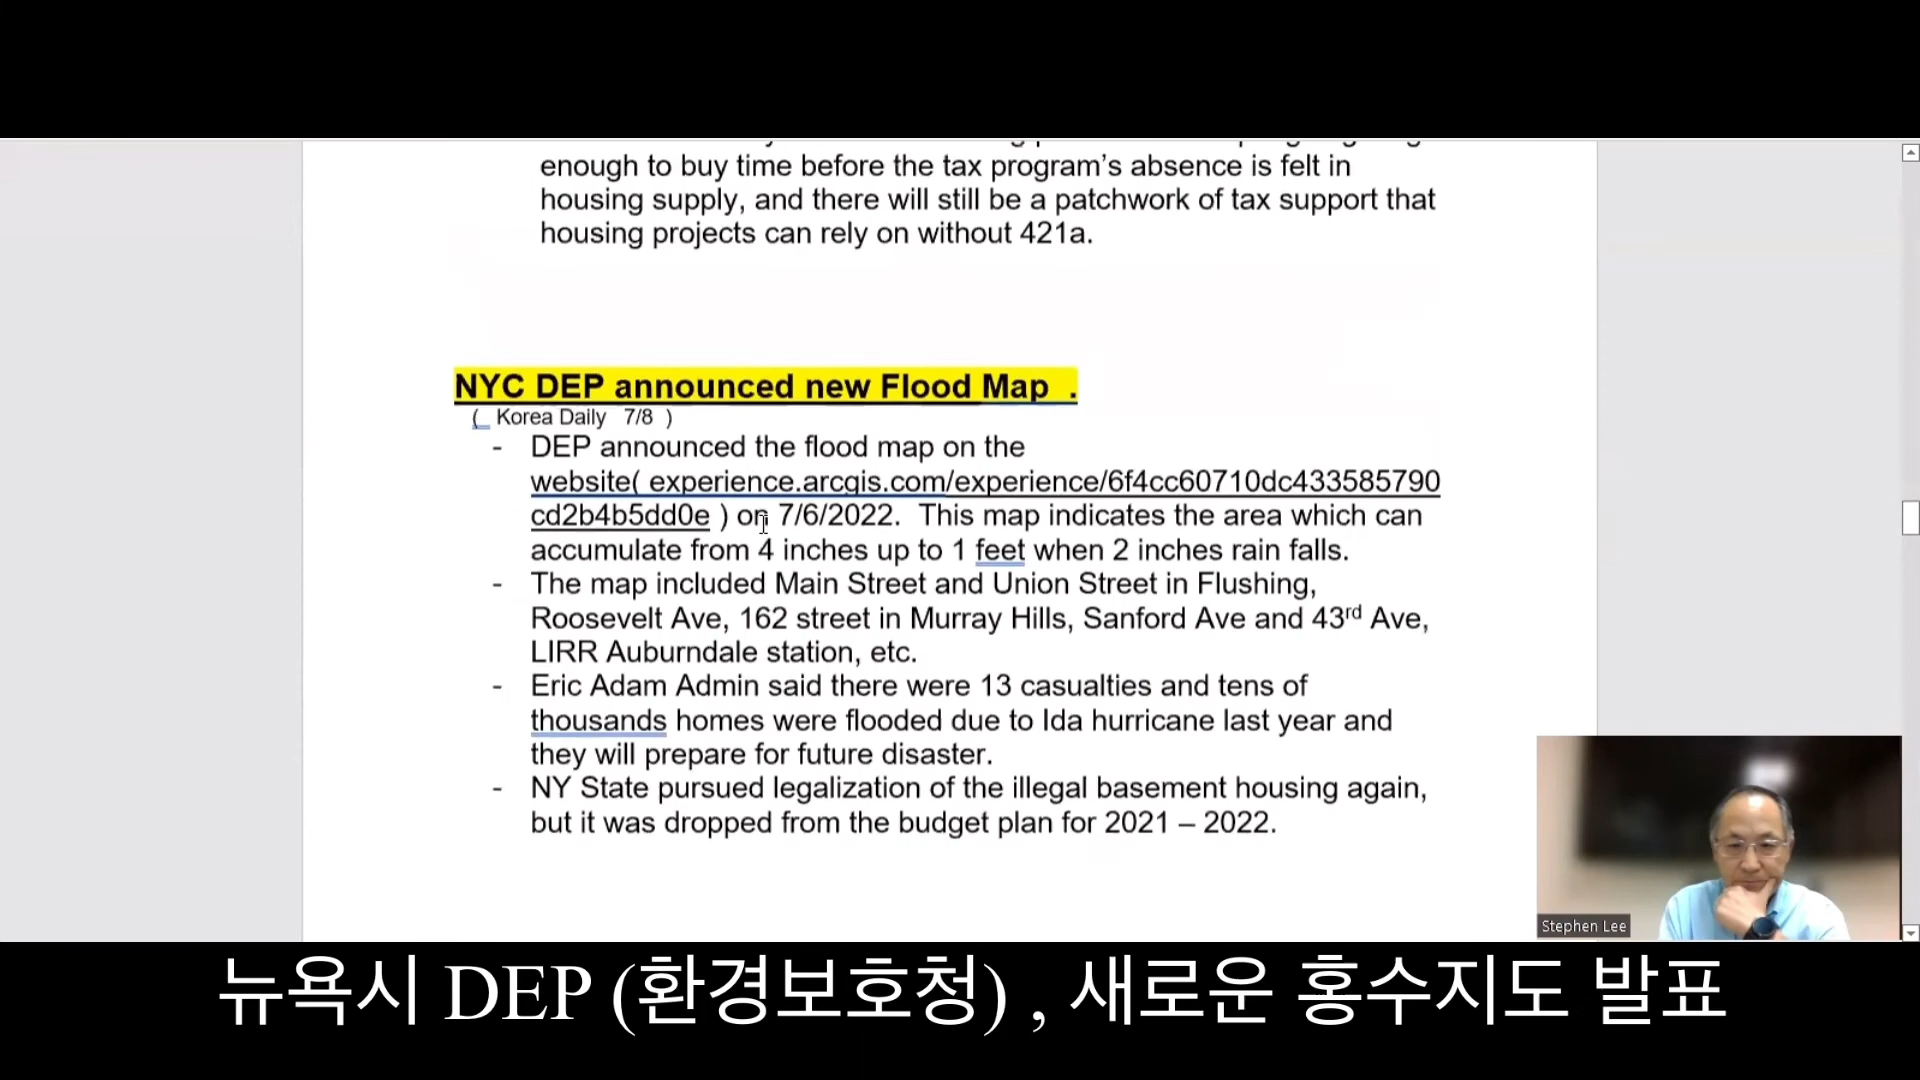 enough to buy time before the tax program’s absence is felt in
housing supply, and there will still be a patchwork of tax support that
housing projects can rely on without 421a.
NYC DEP announced new Flood Map .
( Korea Daily 7/8 )
- DEP announced the flood map on the
website( experience.arcgis.com/experience/6f4cc60710dc433585790
cd2b4b5dd0e ) on 7/6/2022. This map indicates the area which can
accumulate from 4 inches up to 1 feet when 2 inches rain falls.
- The map included Main Street and Union Street in Flushing,
Roosevelt Ave, 162 street in Murray Hills, Sanford Ave and 43rd Ave,
LIRR Auburndale station, etc.
- Eric Adam Admin said there were 13 casualties and tens of
thousands homes were flooded due to Ida hurricane last year and
they will prepare for future disaster.
- NY State pursued legalization of the illegal basement housing again,
but it was dropped from the budget plan for 2021 – 2022.
Stephen Lee
뉴욕시 DEP (환경보호청) , 새로운 홍수지도 발표